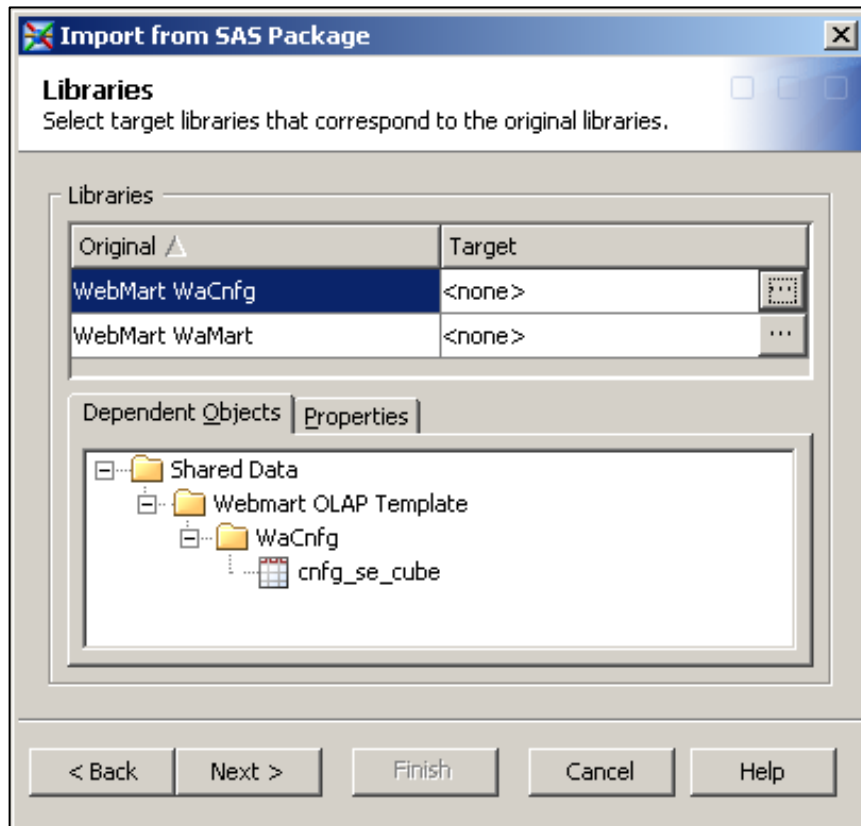 Import from SAS Package
Libraries
Select target libraries that correspond to the original libraries.
Libraries
Original Target
WebMart WaCnfg <none> ...
WebMart WaMart <none> ...
Dependent Objects Properties
Shared Data
Webmart OLAP Template
WaCnfg
cnfg_se_cube
< Back Next > Finish Cancel Help